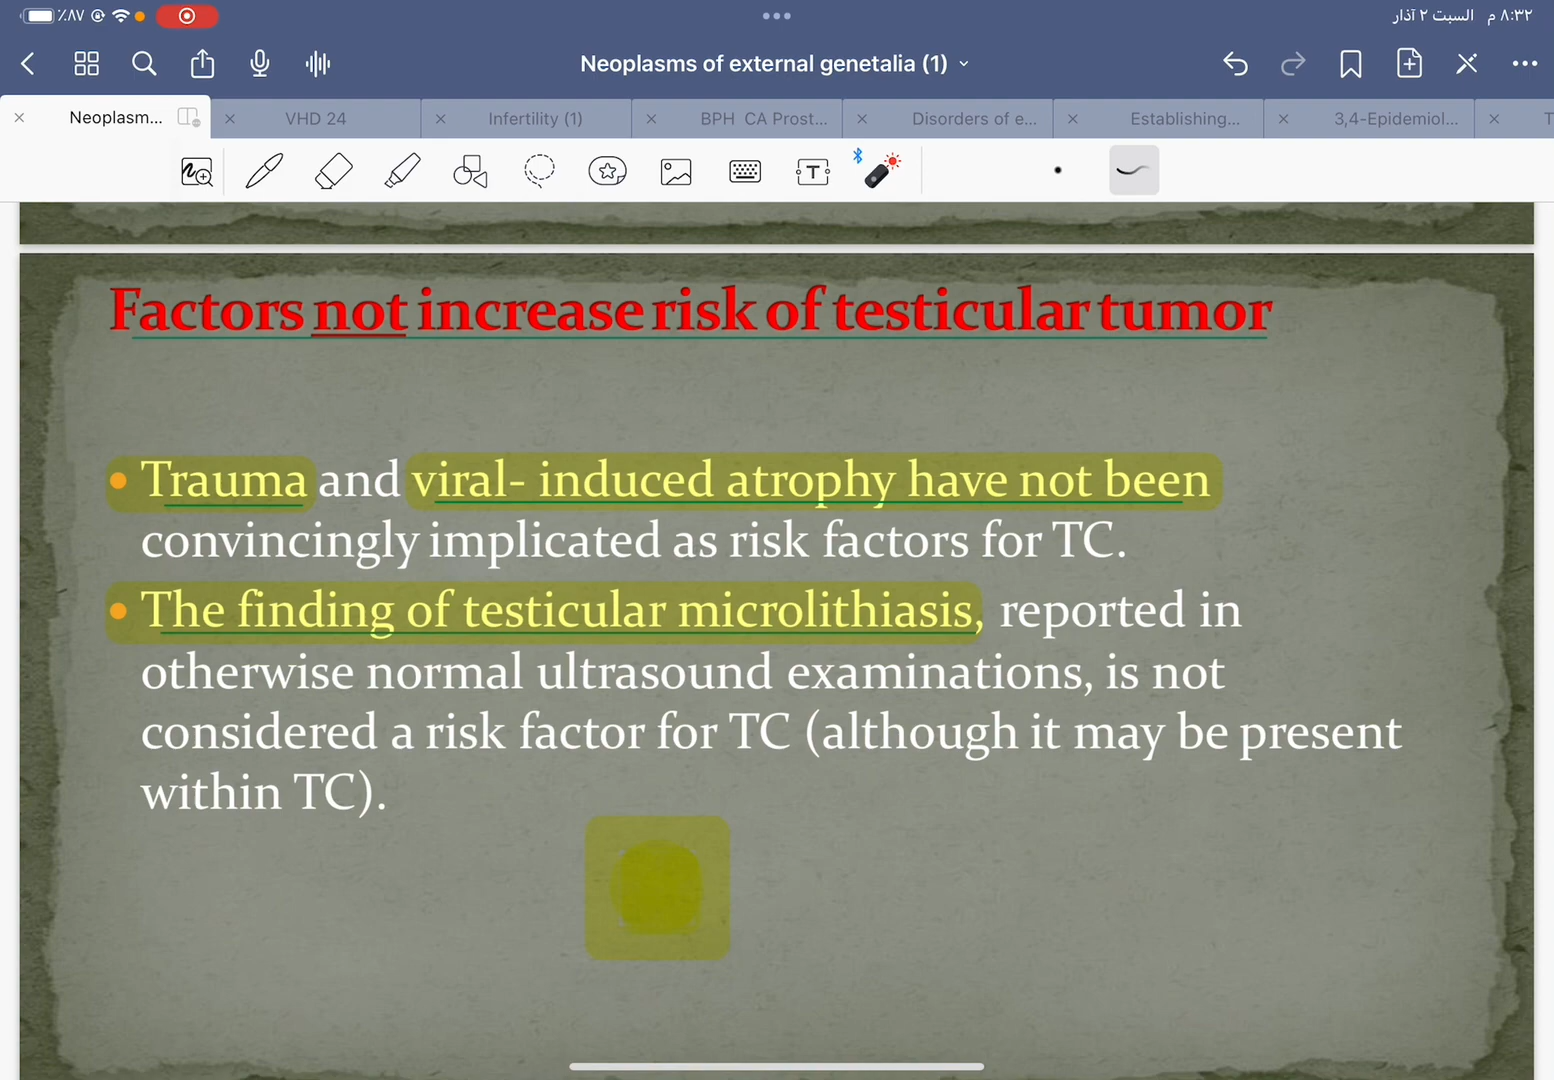 ٪٨٧
٨:٣٢ م السبت ٢ آذار
Neoplasms of external genetalia (1)
Neoplasm...
VHD 24
Infertility (1)
BPH CA Prost...
Disorders of e...
Establishing...
3,4-Epidemiol...
T
T
Factors not increase risk of testicular tumor
• Trauma and viral- induced atrophy have not been
convincingly implicated as risk factors for TC.
• The finding of testicular microlithiasis, reported in
otherwise normal ultrasound examinations, is not
considered a risk factor for TC (although it may be present
within TC).